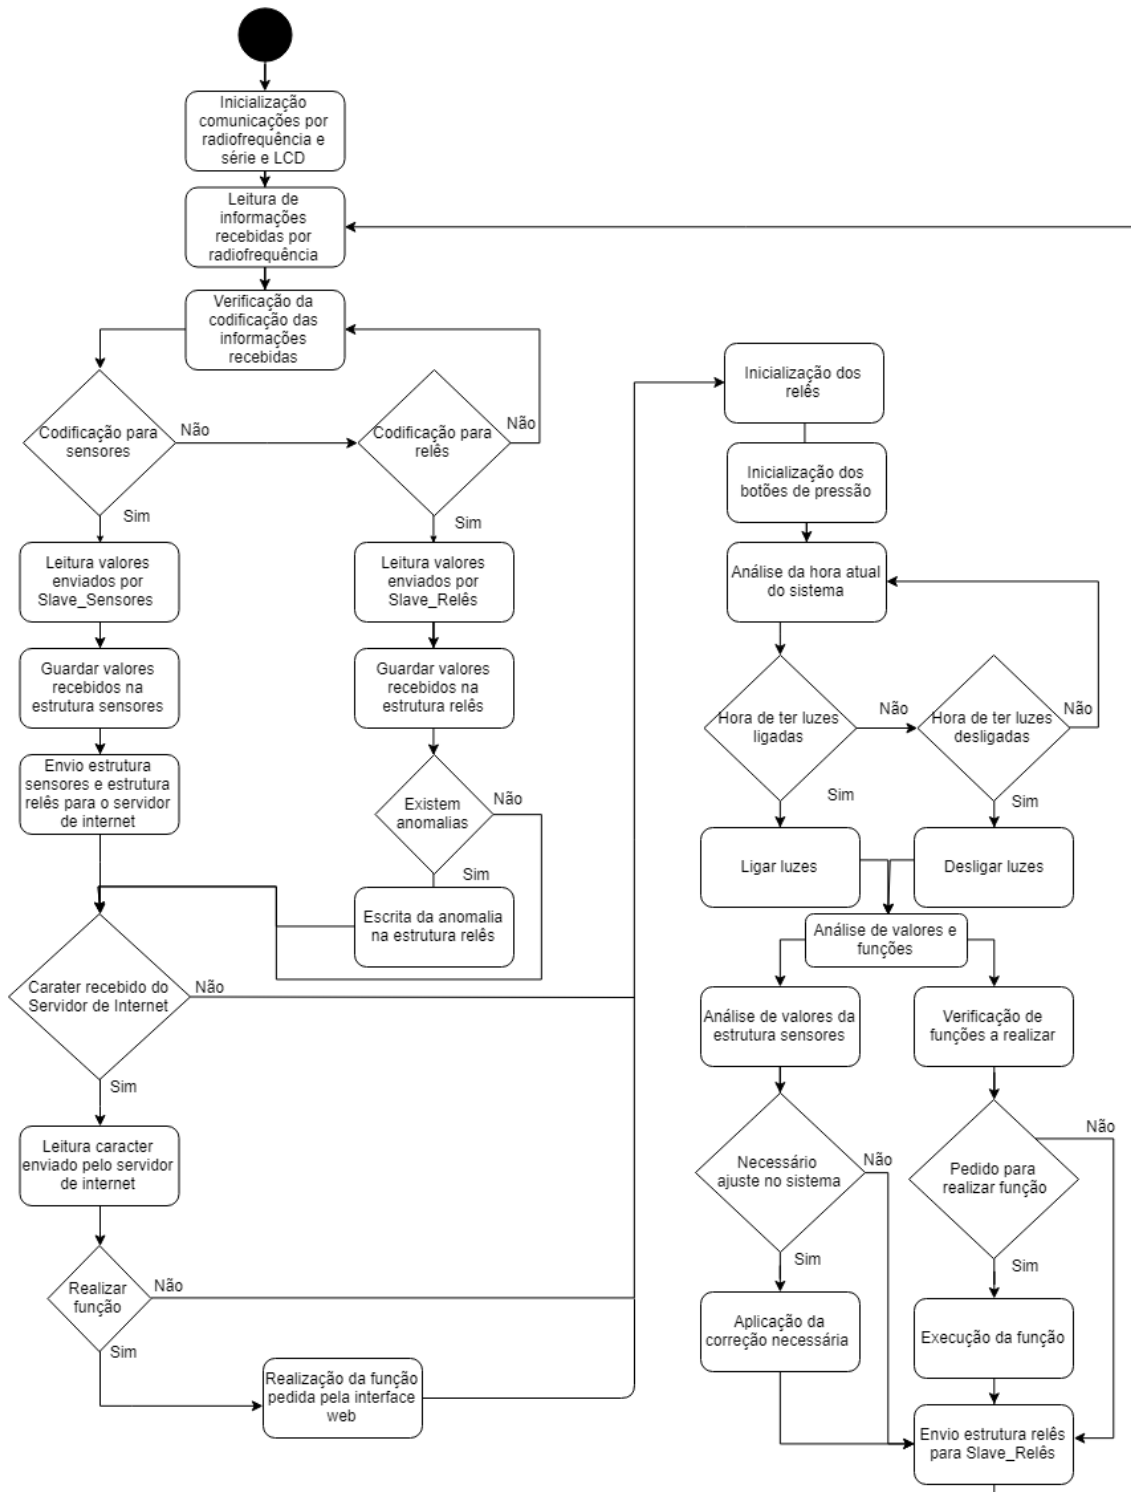 Inicialização
comunicações por
radiofrequência e
série e LCD
Leitura de
informações
recebidas por
radiofrequência
Verificação da
codificação das
informações
recebidas
Codificação para
sensores
Não
Codificação para
relês
Não
Sim
Sim
Leitura valores
enviados por
Slave_Sensores
Leitura valores
enviados por
Slave_Relês
Guardar valores
recebidos na
estrutura sensores
Guardar valores
recebidos na
estrutura relês
Envio estrutura
sensores e estrutura
relês para o servidor
de internet
Existem
anomalias
Não
Sim
Escrita da anomalia
na estrutura relês
Carater recebido do
Servidor de Internet
Não
Sim
Leitura caracter
enviado pelo servidor
de internet
Realizar
função
Não
Sim
Realização da função
pedida pela interface
web
Inicialização dos
relês
Inicialização dos
botões de pressão
Análise da hora atual
do sistema
Hora de ter luzes
ligadas
Não
Hora de ter luzes
desligadas
Não
Sim
Sim
Ligar luzes
Desligar luzes
Análise de valores e
funções
Análise de valores da
estrutura sensores
Verificação de
funções a realizar
Necessário
ajuste no sistema
Não
Pedido para
realizar função
Não
Sim
Sim
Aplicação da
correção necessária
Execução da função
Envio estrutura relês
para Slave_Relês